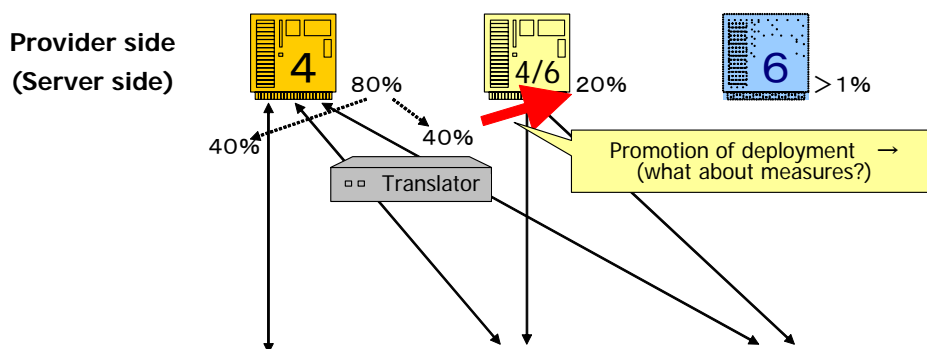 Provider side
(Server side)
4
80%
4/6
20%
6
>1%
40%
40%
Promotion of deployment →
(what about measures?)
Translator